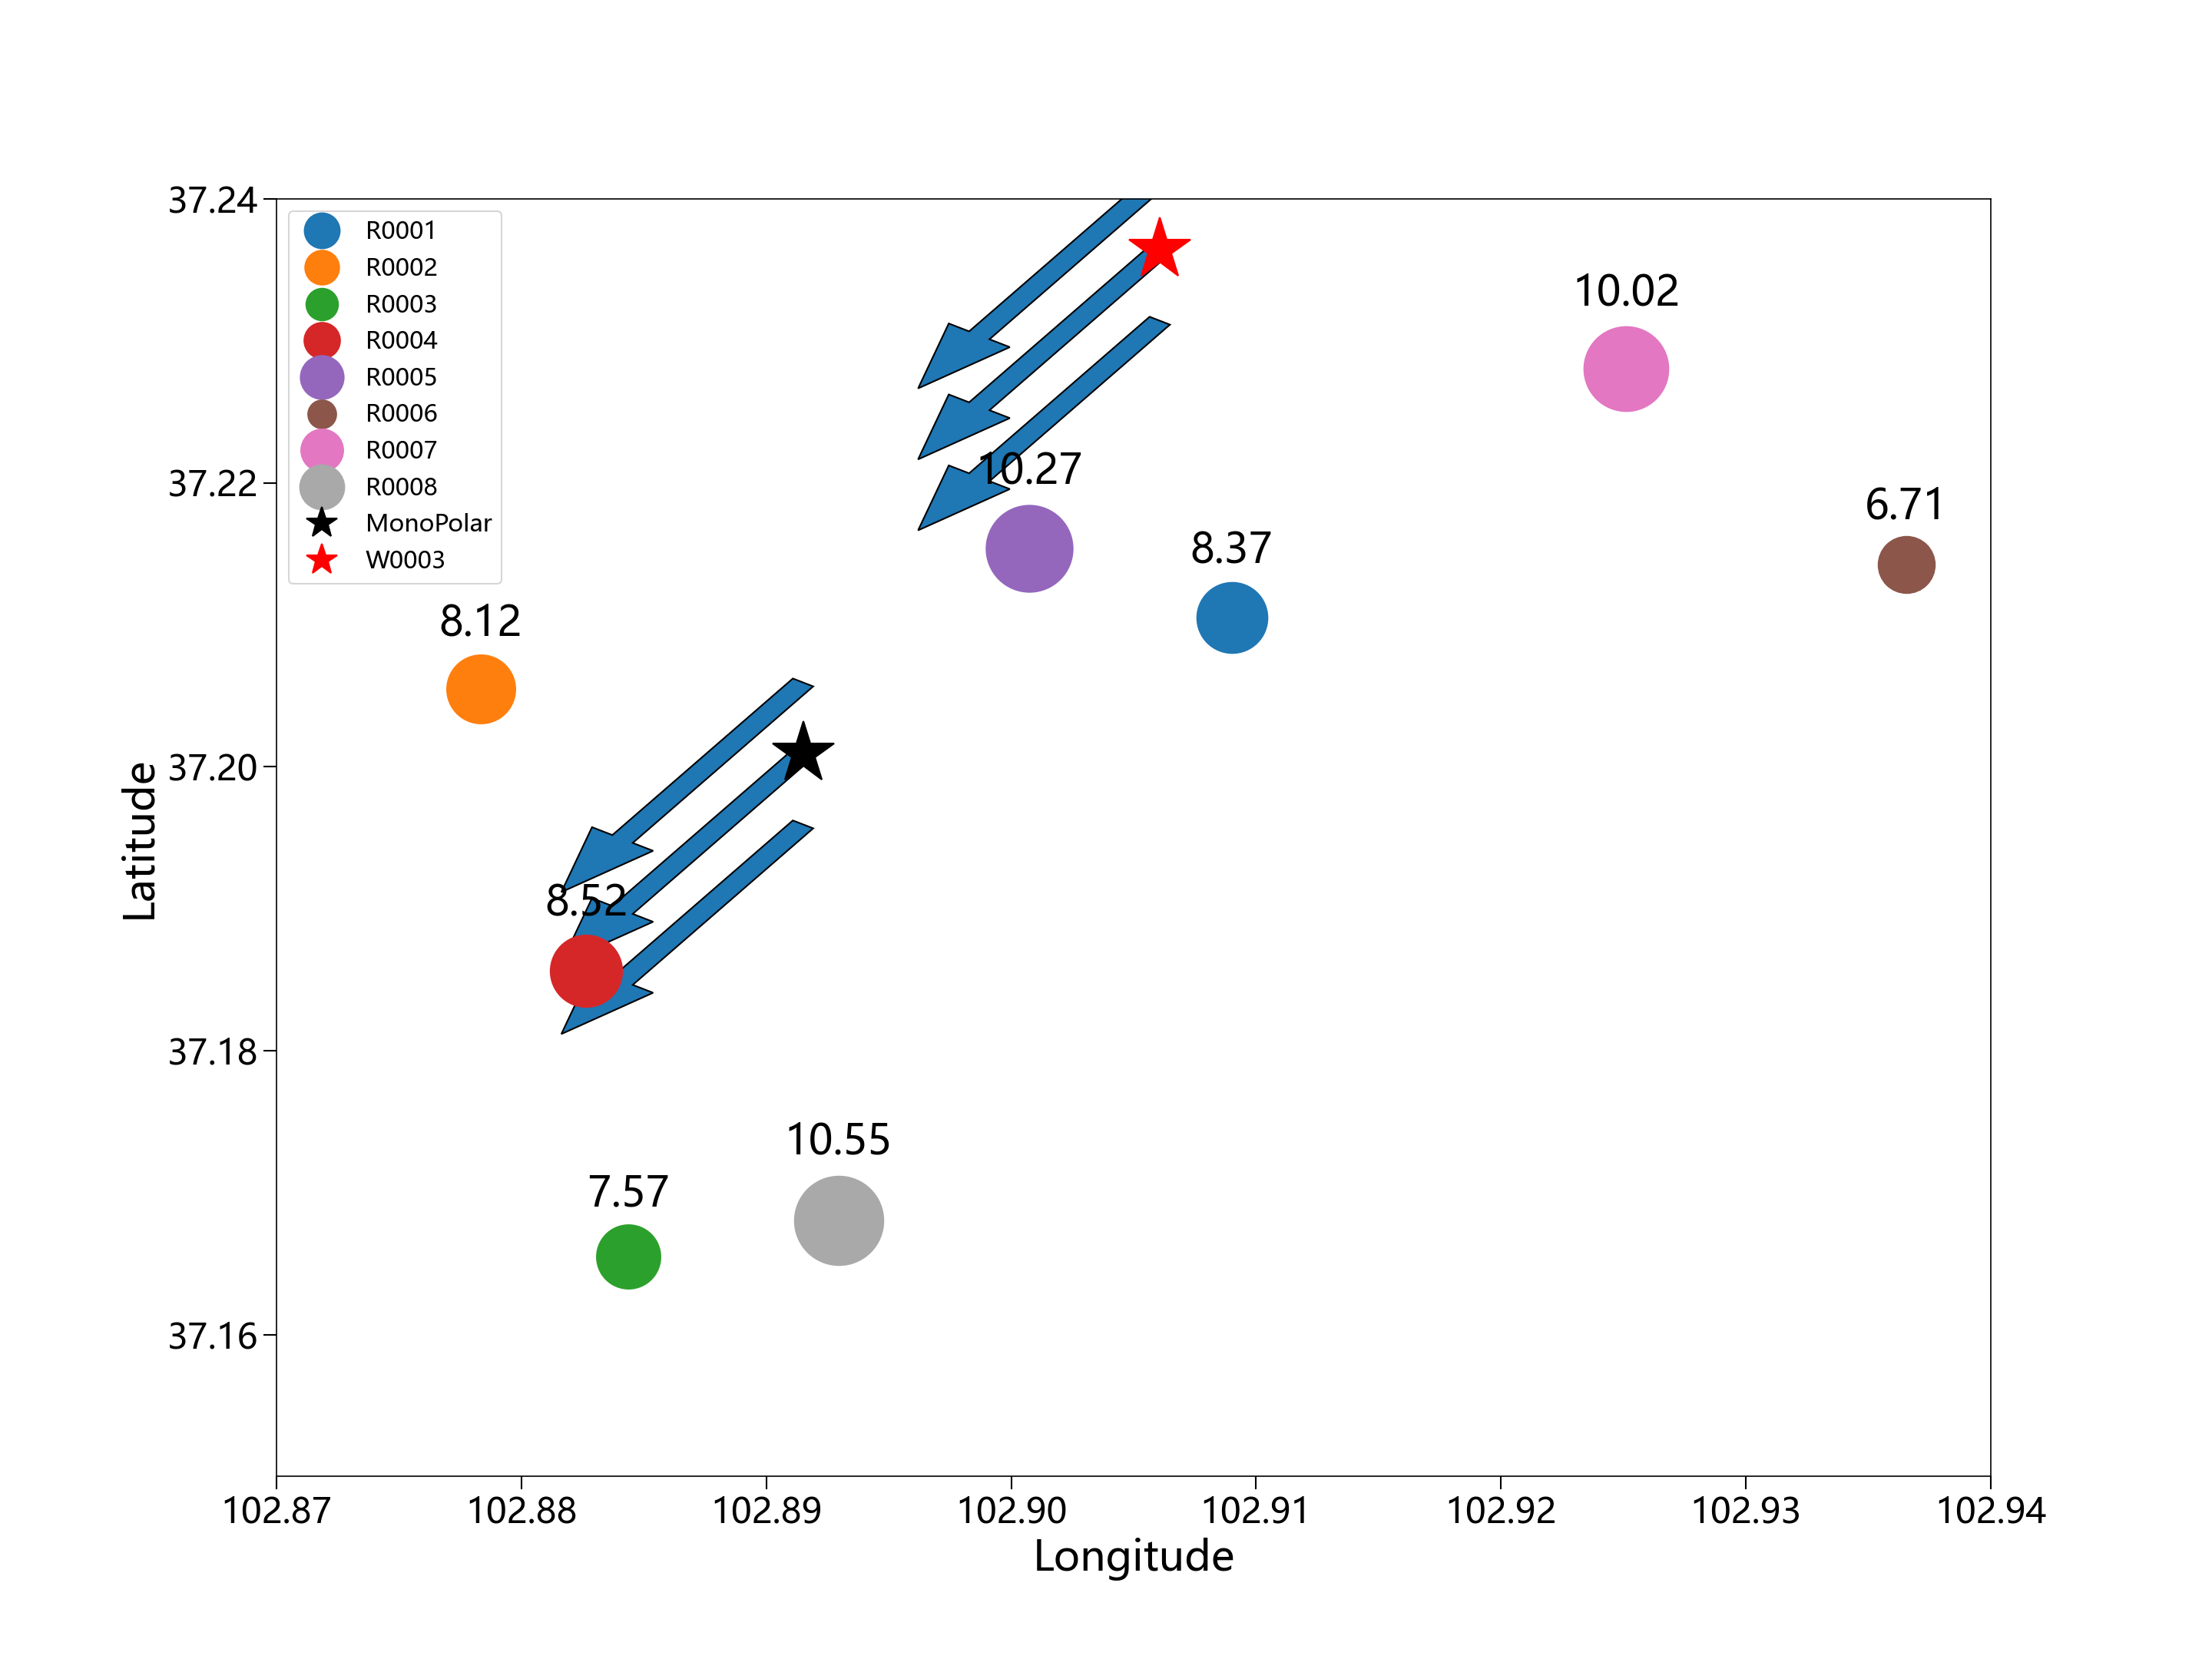 37.24
R0001
R0002
R0003
R0004
R0005
R0006
R0007
R0008
MonoPolar
W0003
10.02
10.27
37.22
6.71
8.37
8.12
37.20
Latitude
8.52
37.18
10.55
7.57
37.16
102.87 102.88 102.89 102.90 102.91 102.92 102.93 102.94
Longitude